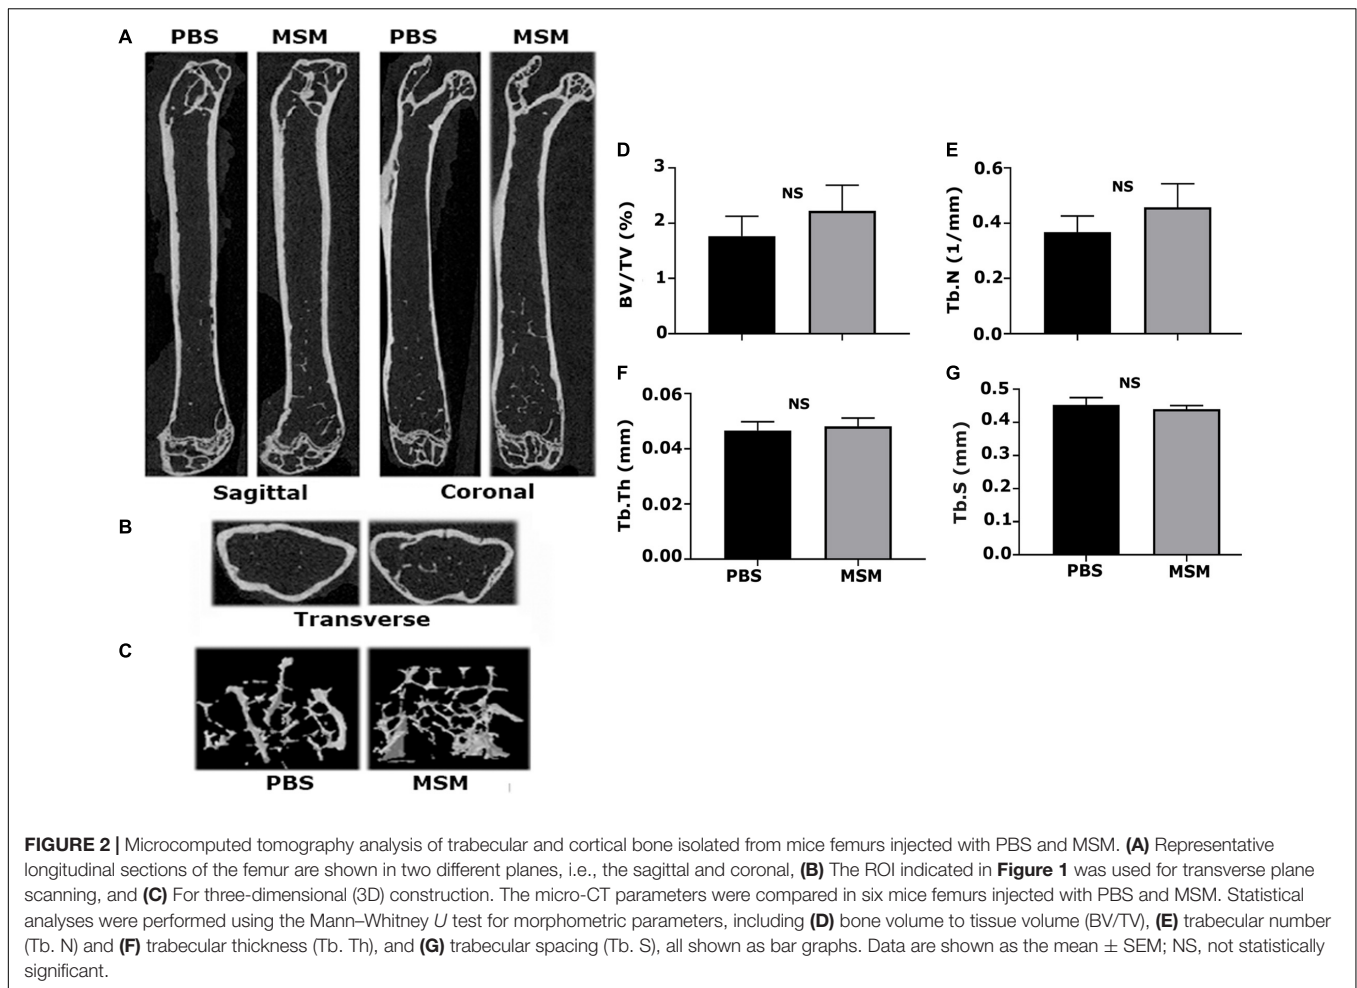 A
PBS MSM PBS MSM
Sagittal Coronal
B
Transverse
C
PBS MSM
D
BV/TV (%)
3
2
1
0
NS
E
Tb.N (1/mm)
0.6
0.4
0.2
0.0
NS
F
Tb.Th (mm)
0.06
0.04
0.02
0.00
NS
PBS MSM
G
Tb.S (mm)
0.5
0.4
0.3
0.2
0.1
0.0
NS
PBS MSM
FIGURE 2 | Microcomputed tomography analysis of trabecular and cortical bone isolated from mice femurs injected with PBS and MSM. (A) Representative
longitudinal sections of the femur are shown in two different planes, i.e., the sagittal and coronal, (B) The ROI indicated in Figure 1 was used for transverse plane
scanning, and (C) For three-dimensional (3D) construction. The micro-CT parameters were compared in six mice femurs injected with PBS and MSM. Statistical
analyses were performed using the Mann–Whitney U test for morphometric parameters, including (D) bone volume to tissue volume (BV/TV), (E) trabecular number
(Tb. N) and (F) trabecular thickness (Tb. Th), and (G) trabecular spacing (Tb. S), all shown as bar graphs. Data are shown as the mean ± SEM; NS, not statistically
significant.